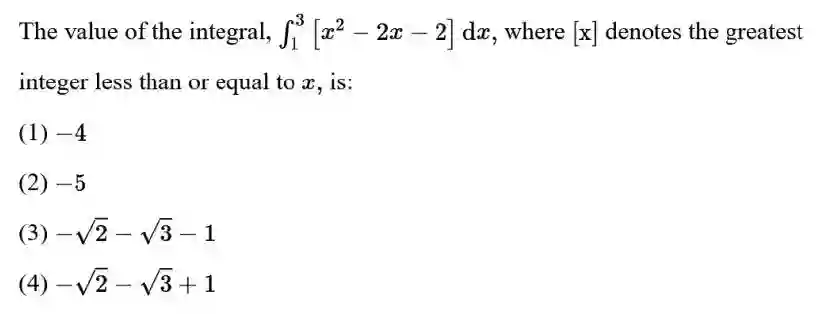 The value of the integral, ∫₁³ [x² − 2x − 2] dx, where [x] denotes the greatest
integer less than or equal to x, is:
(1) −4
(2) −5
(3) −√2 − √3 − 1
(4) −√2 − √3 + 1